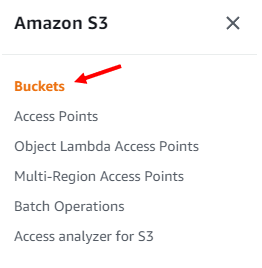 Amazon S3
Buckets
Access Points
Object Lambda Access Points
Multi-Region Access Points
Batch Operations
Access analyzer for S3